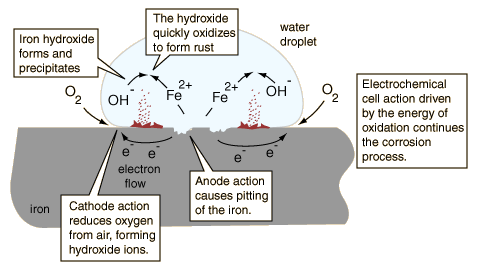 The hydroxide
quickly oxidizes
to form rust
water
droplet
Iron hydroxide
forms and
precipitates
O2
OH-
Fe2+
Fe2+
OH-
O2
Electrochemical
cell action driven
by the energy of
oxidation continues
the corrosion
process.
e- e-
e- e-
electron
flow
Anode action
causes pitting
of the iron.
iron
Cathode action
reduces oxygen
from air, forming
hydroxide ions.